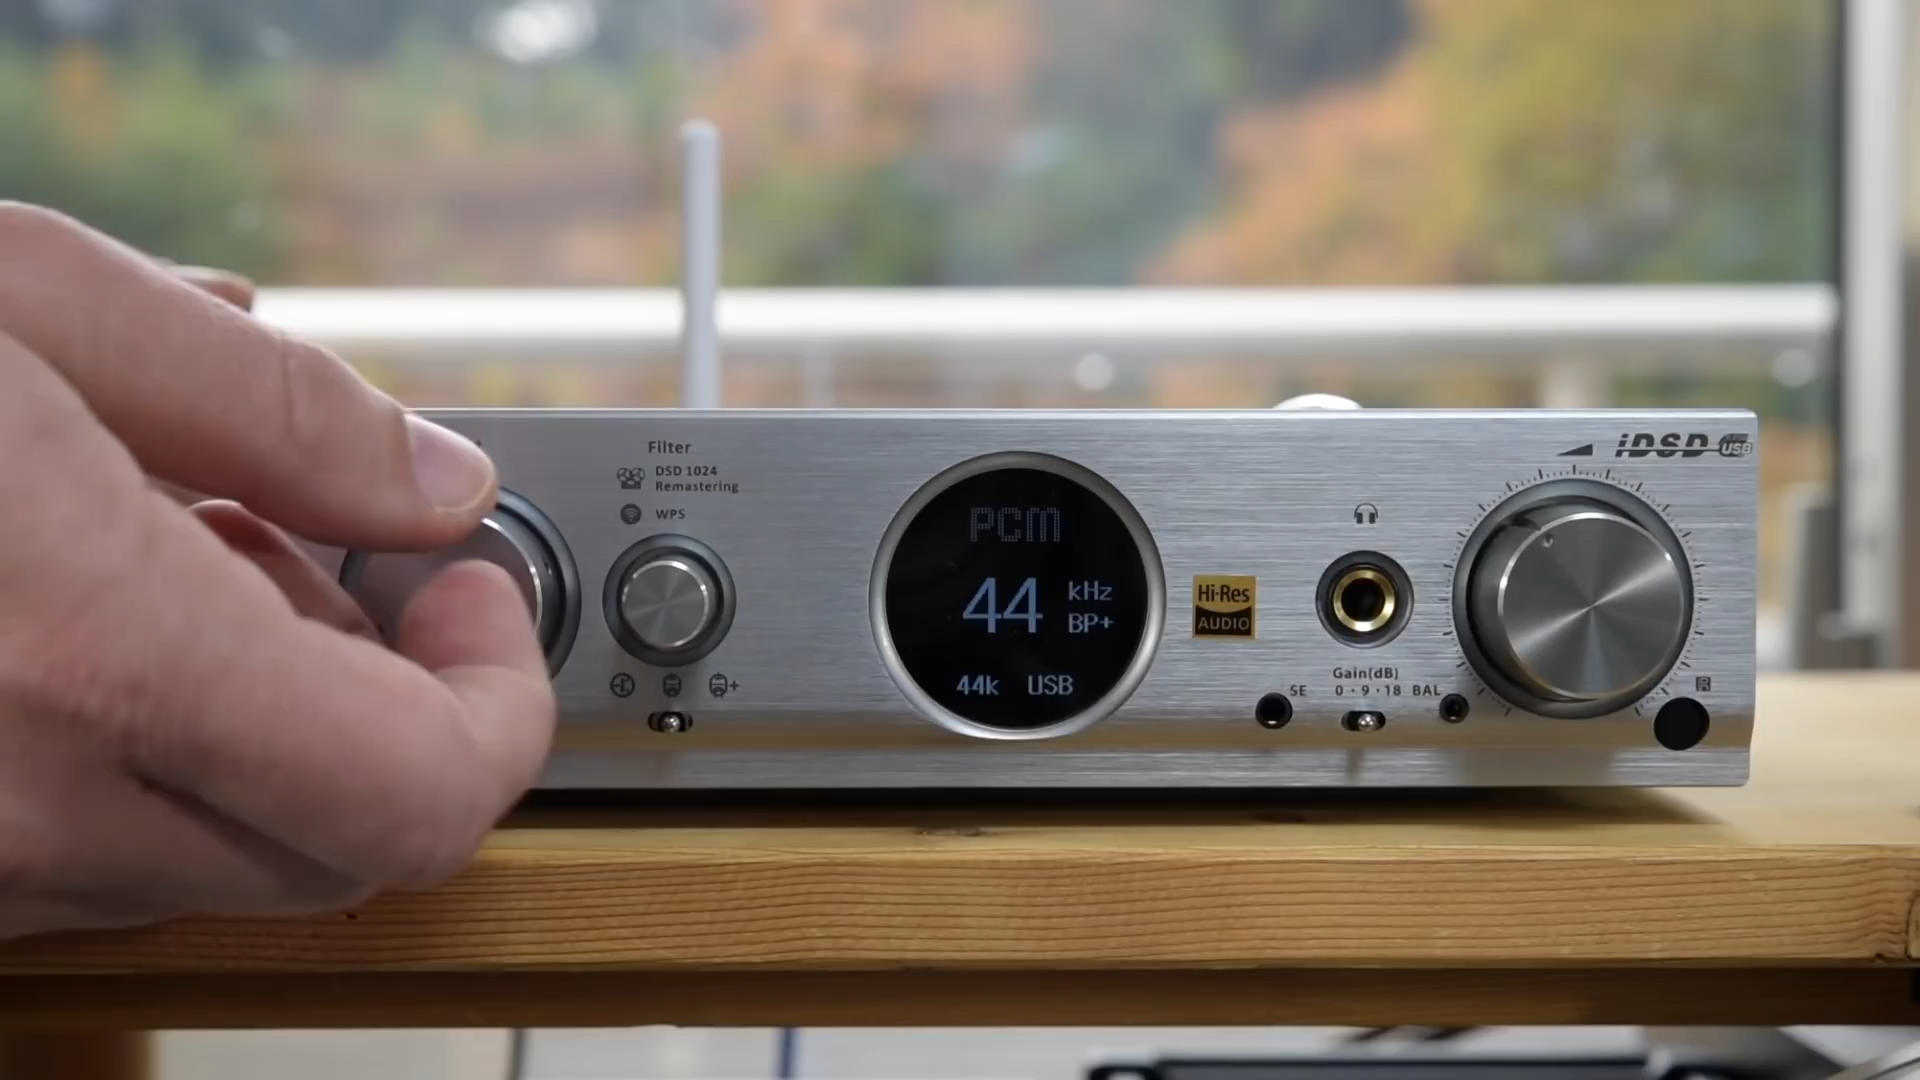 Filter
DSD 1024
Remastering
WPS
PCM
44 kHz
BP+
44k USB
Hi-Res
AUDIO
Gain(dB)
SE 0 · 9 · 18 BAL
iDSD
USB
IR